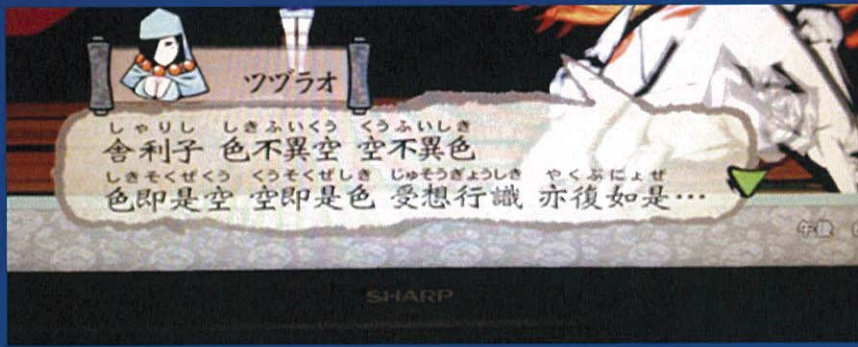 ツヅラオ
しゃりし しきふいくう くうふいしき
舎利子 色不異空 空不異色
しきそくぜくう くうそくぜしき じゅそうぎょうしき やくぶにょぜ
色即是空 空即是色 受想行識 亦復如是…
午後
SHARP